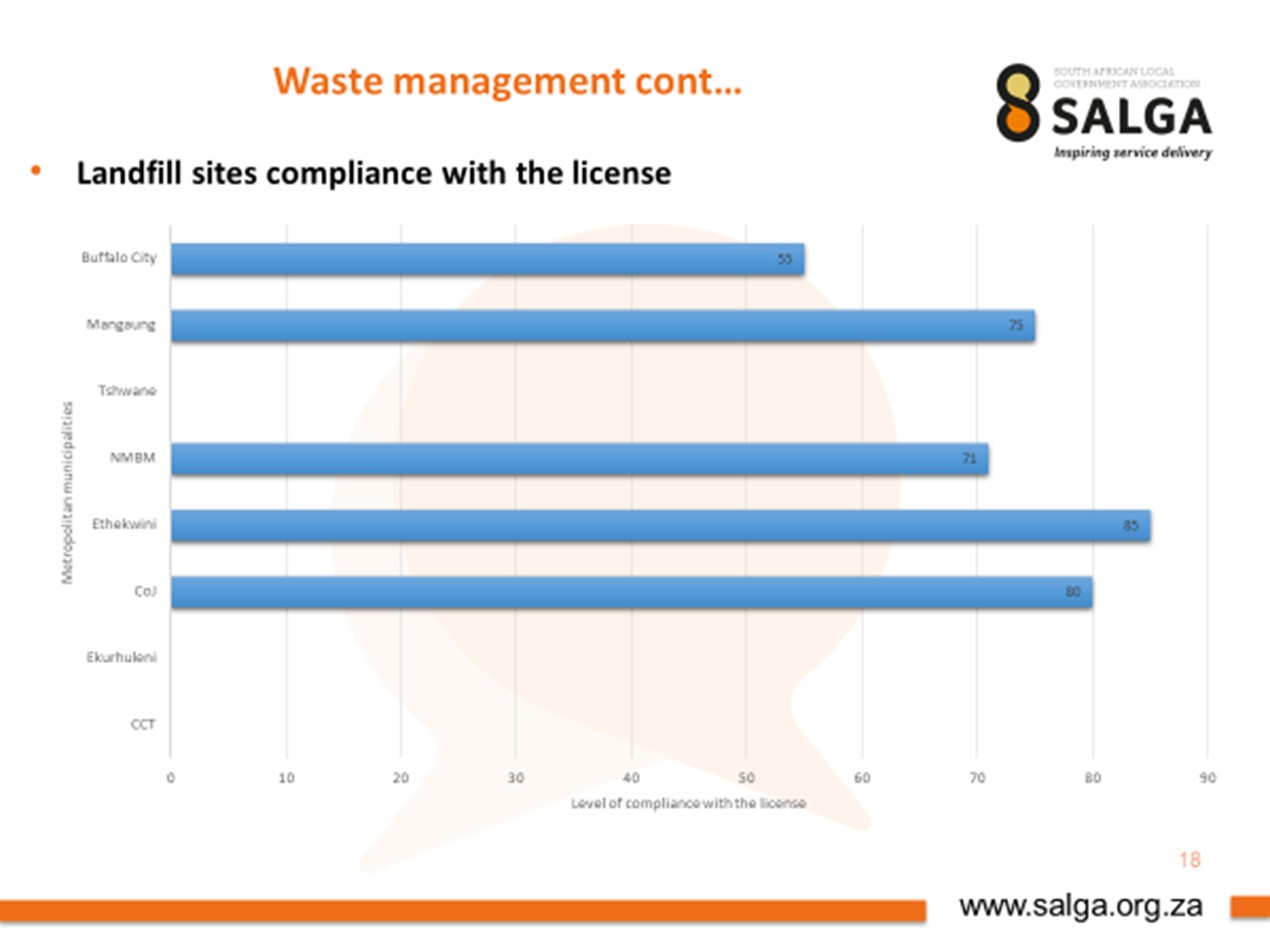 Waste management cont...
SOUTH AFRICAN LOCAL
GOVERNMENT ASSOCIATION
SALGA
Inspiring service delivery
• Landfill sites compliance with the license
Metropolitan municipalities
Buffalo City 55
Mangaung 75
Tshwane
NMBM 71
Ethekwini 85
CoJ 80
Ekurhuleni
CCT
0 10 20 30 40 50 60 70 80 90
Level of compliance with the license
18
www.salga.org.za